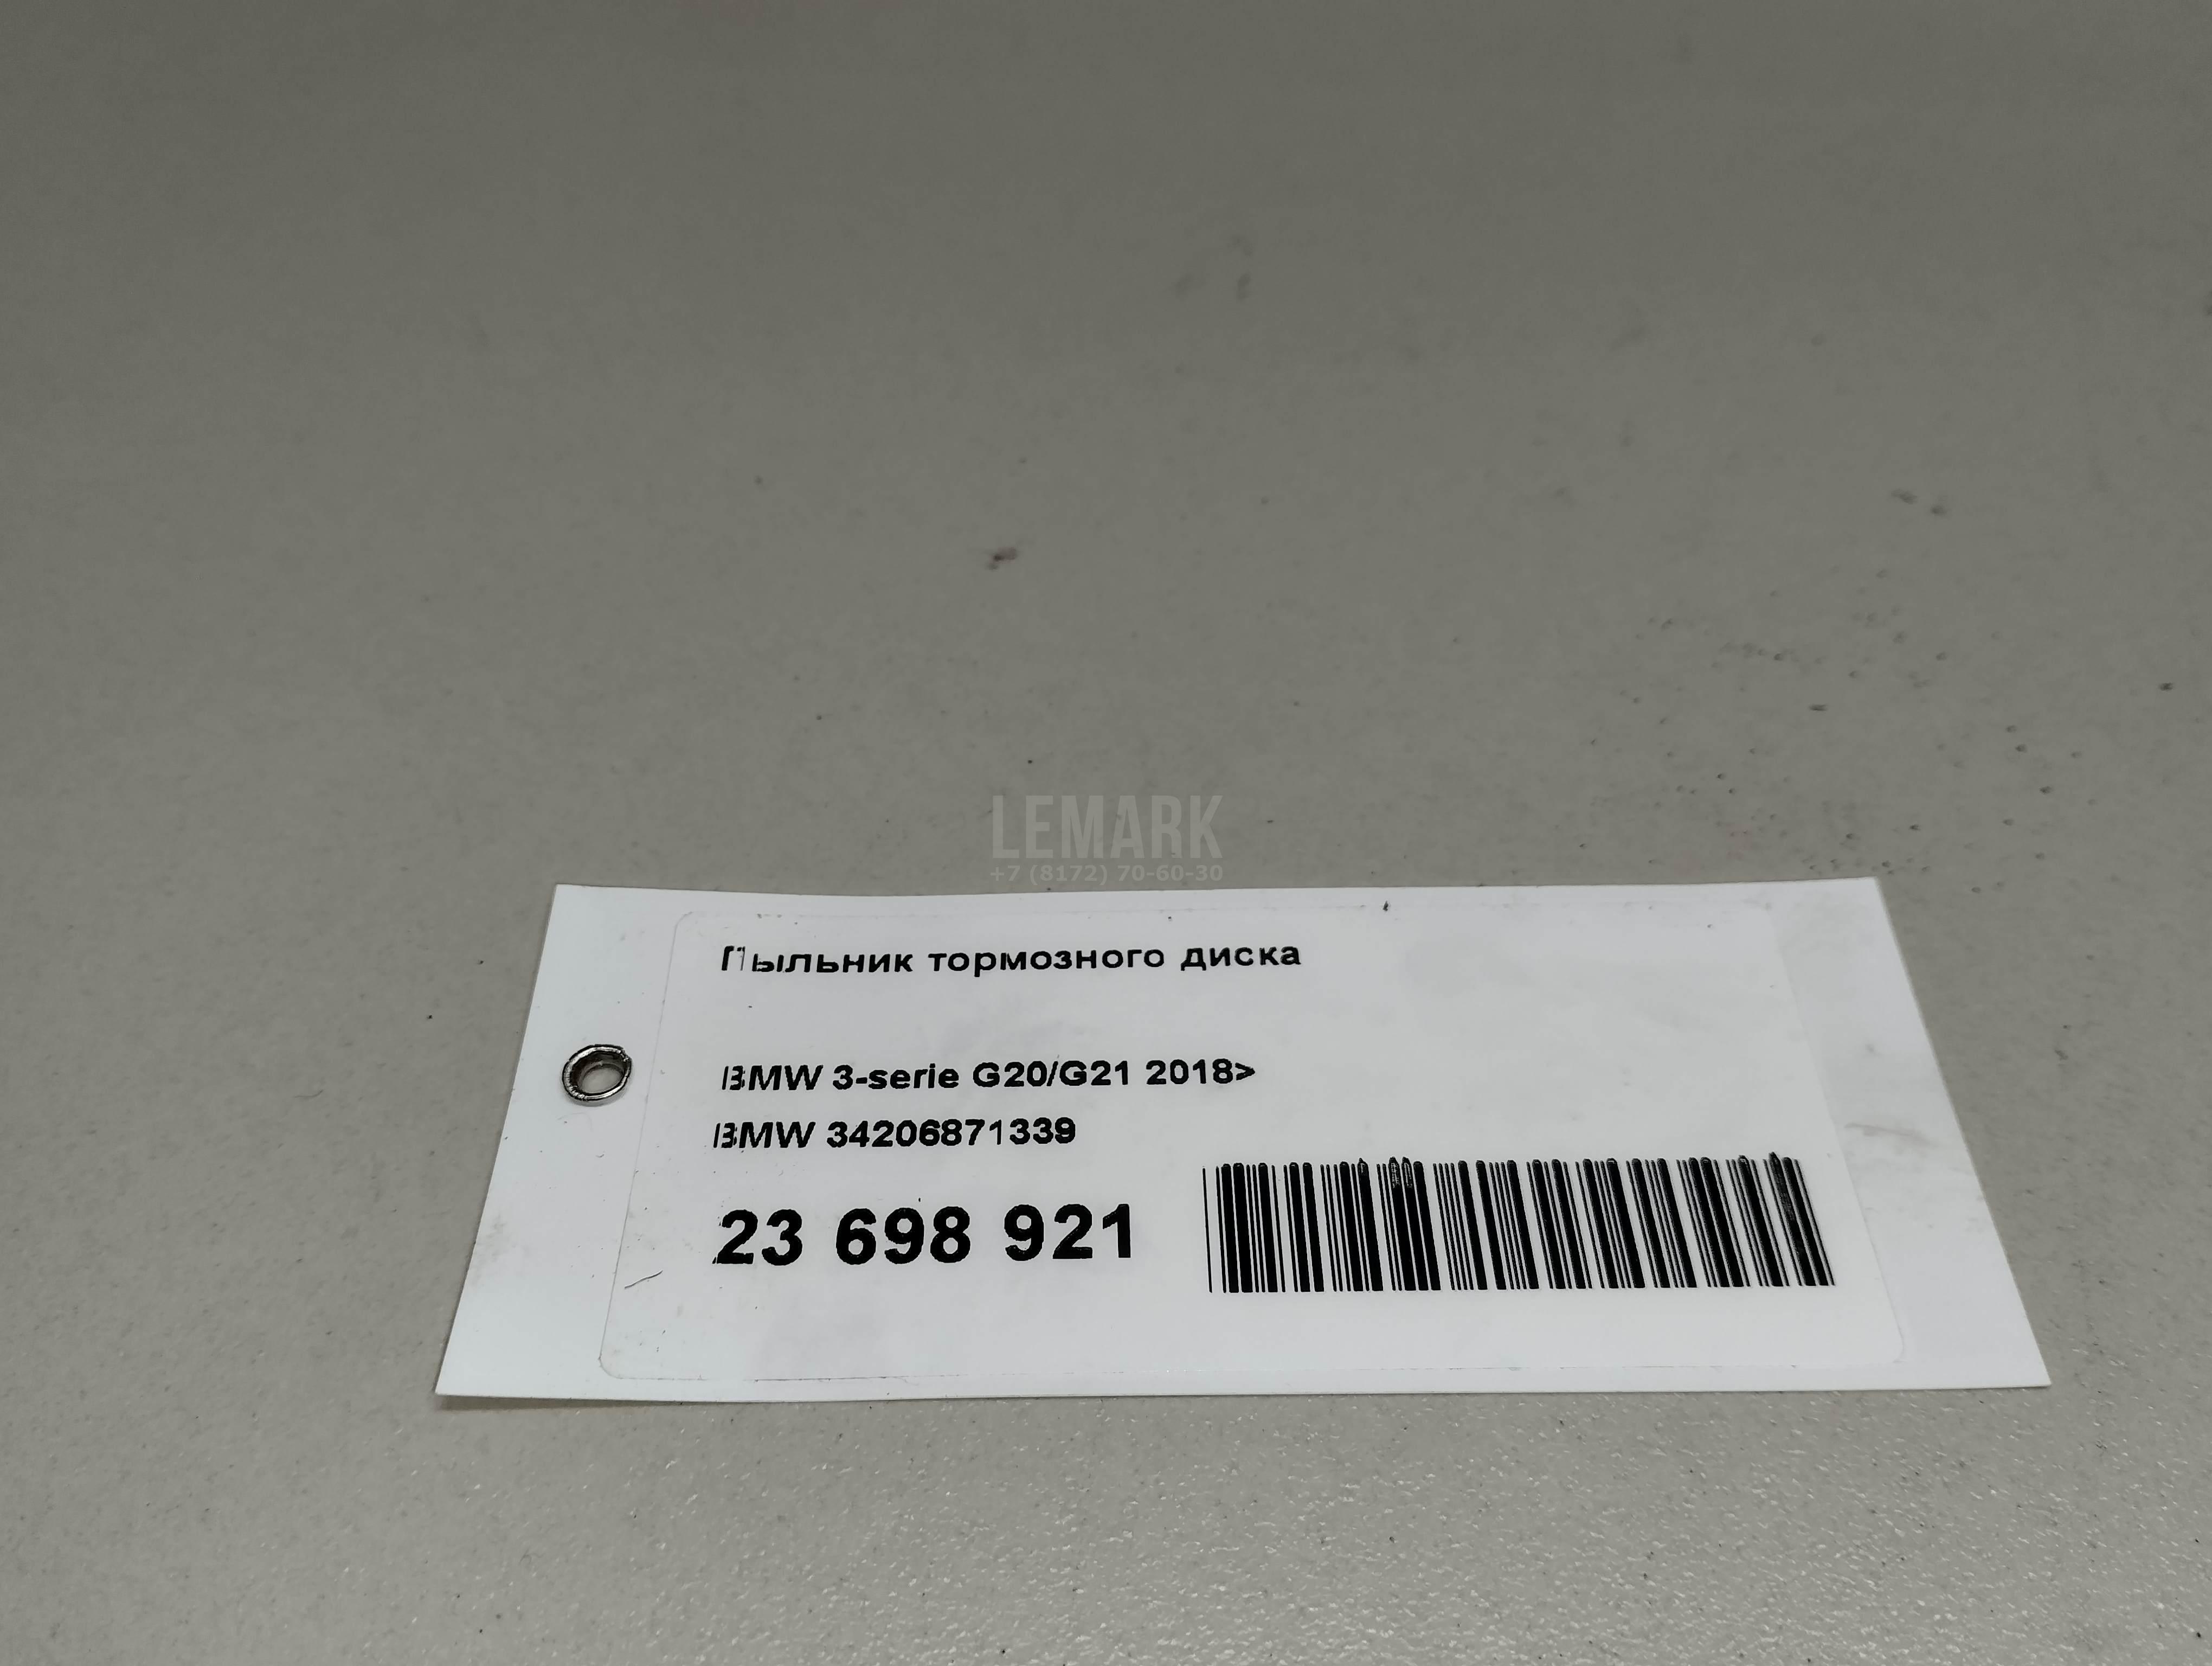 LEMARK
+7 (8172) 70-60-30
Пыльник тормозного диска
BMW 3-serie G20/G21 2018>
BMW 34206871339
23 698 921